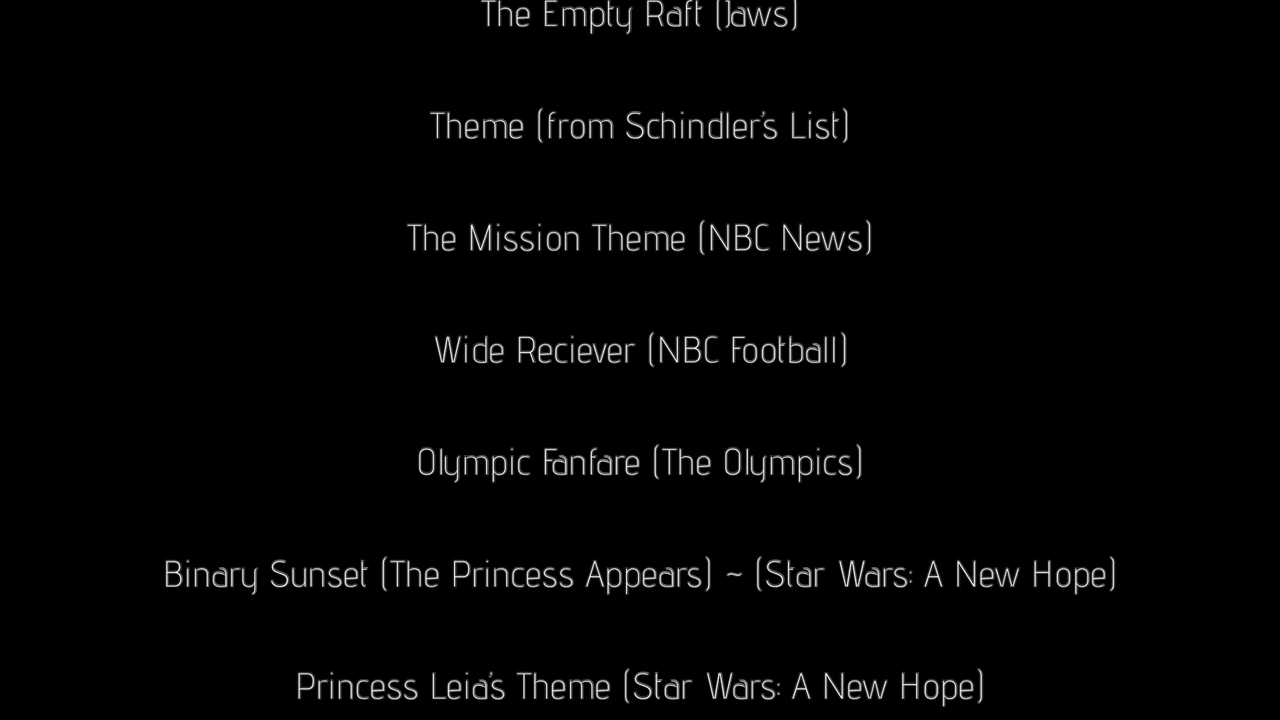 The Empty Raft (Jaws)
Theme (from Schindler's List)
The Mission Theme (NBC News)
Wide Reciever (NBC Football)
Olympic Fanfare (The Olympics)
Binary Sunset (The Princess Appears) ~ (Star Wars: A New Hope)
Princess Leia's Theme (Star Wars: A New Hope)